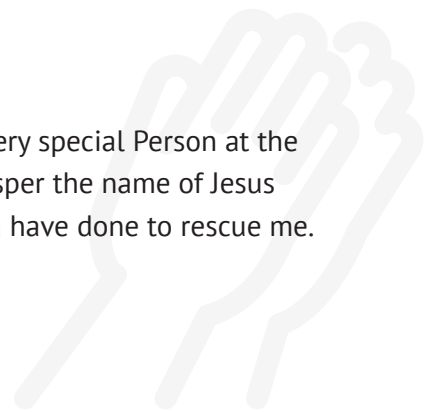 ery special Person at the
sper the name of Jesus
have done to rescue me.